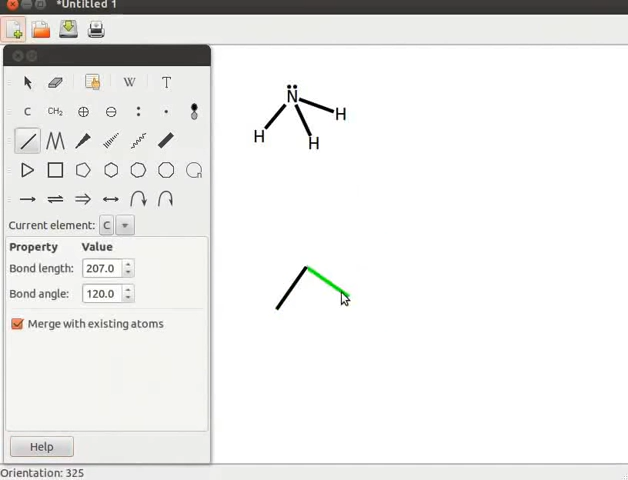 *Untitled 1
W T
C CH2
Current element: C
Property Value
Bond length: 207.0
Bond angle: 120.0
Merge with existing atoms
Help
Orientation: 325
N
H
H
H